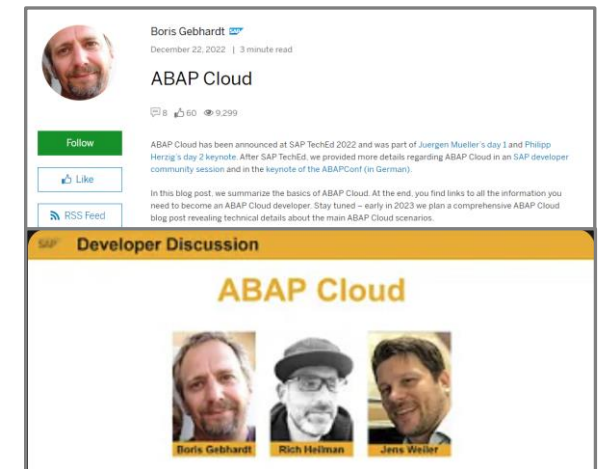 Boris Gebhardt SAP
December 22, 2022 | 3 minute read
ABAP Cloud
8 60 9,299
Follow
Like
RSS Feed
ABAP Cloud has been announced at SAP TechEd 2022 and was part of Juergen Mueller's day 1 and Philipp
Herzig's day 2 keynote. After SAP TechEd, we provided more details regarding ABAP Cloud in an SAP developer
community session and in the keynote of the ABAPConf (in German).
In this blog post, we summarize the basics of ABAP Cloud. At the end, you find links to all the information you
need to become an ABAP Cloud developer. Stay tuned – early in 2023 we plan a comprehensive ABAP Cloud
blog post revealing technical details about the main ABAP Cloud scenarios.
SAP Developer Discussion
ABAP Cloud
Boris Gebhardt Rich Heilman Jens Weiler